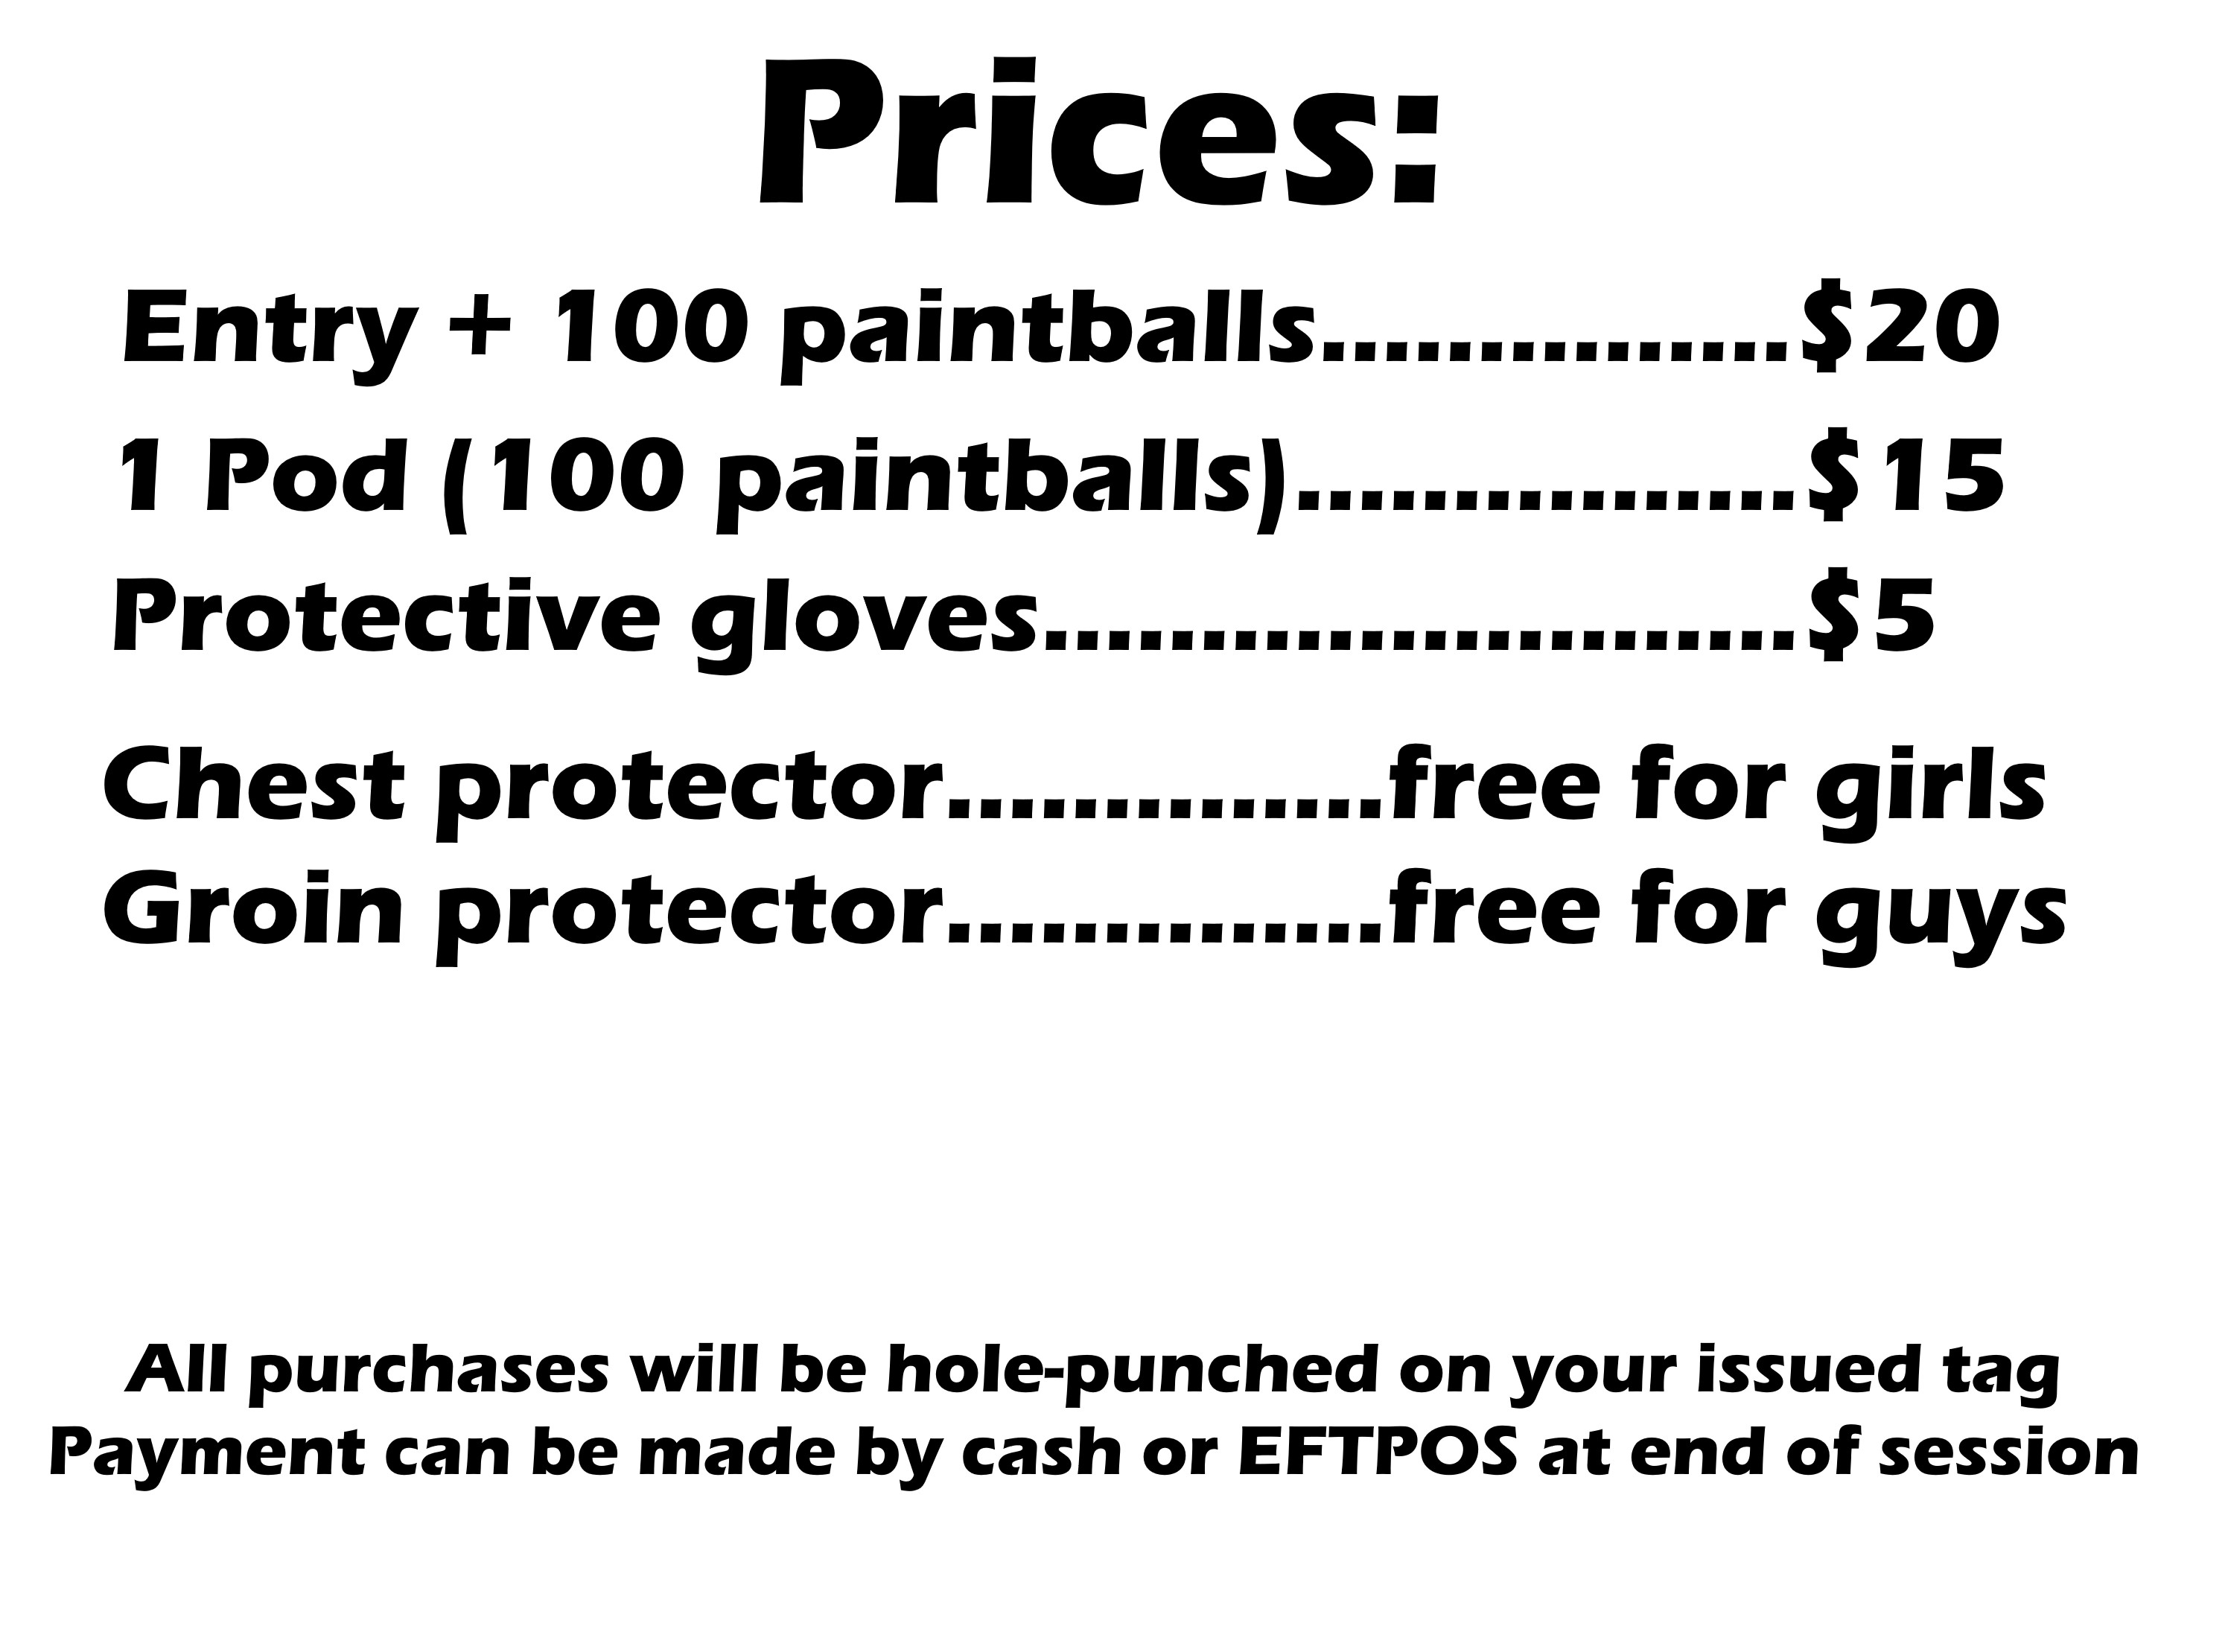 Prices:
Entry + 100 paintballs...............$20
1 Pod (100 paintballs)................$15
Protective gloves........................$5
Chest protector..............free for girls
Groin protector..............free for guys
All purchases will be hole-punched on your issued tag
Payment can be made by cash or EFTPOS at end of session